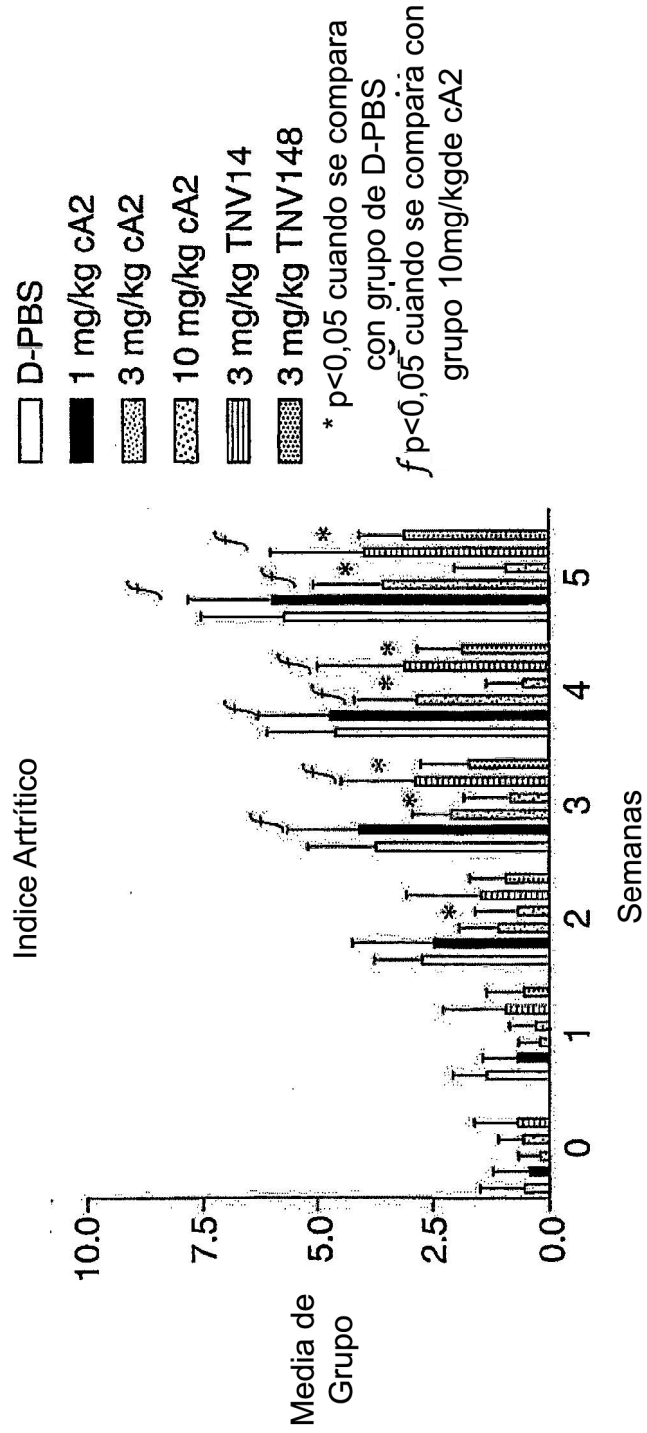 Indice Artrítico
Media de
Grupo
10.0
7.5
5.0
2.5
0.0
0
1
2
3
4
5
Semanas
*
*
*
*
*
*
*
f
f
f
f
f
f
f
f
D-PBS
1 mg/kg cA2
3 mg/kg cA2
10 mg/kg cA2
3 mg/kg TNV14
3 mg/kg TNV148
* p<0,05 cuando se compara
con grupo de D-PBS
f p<0,05 cuando se compara con
grupo 10mg/kgde cA2